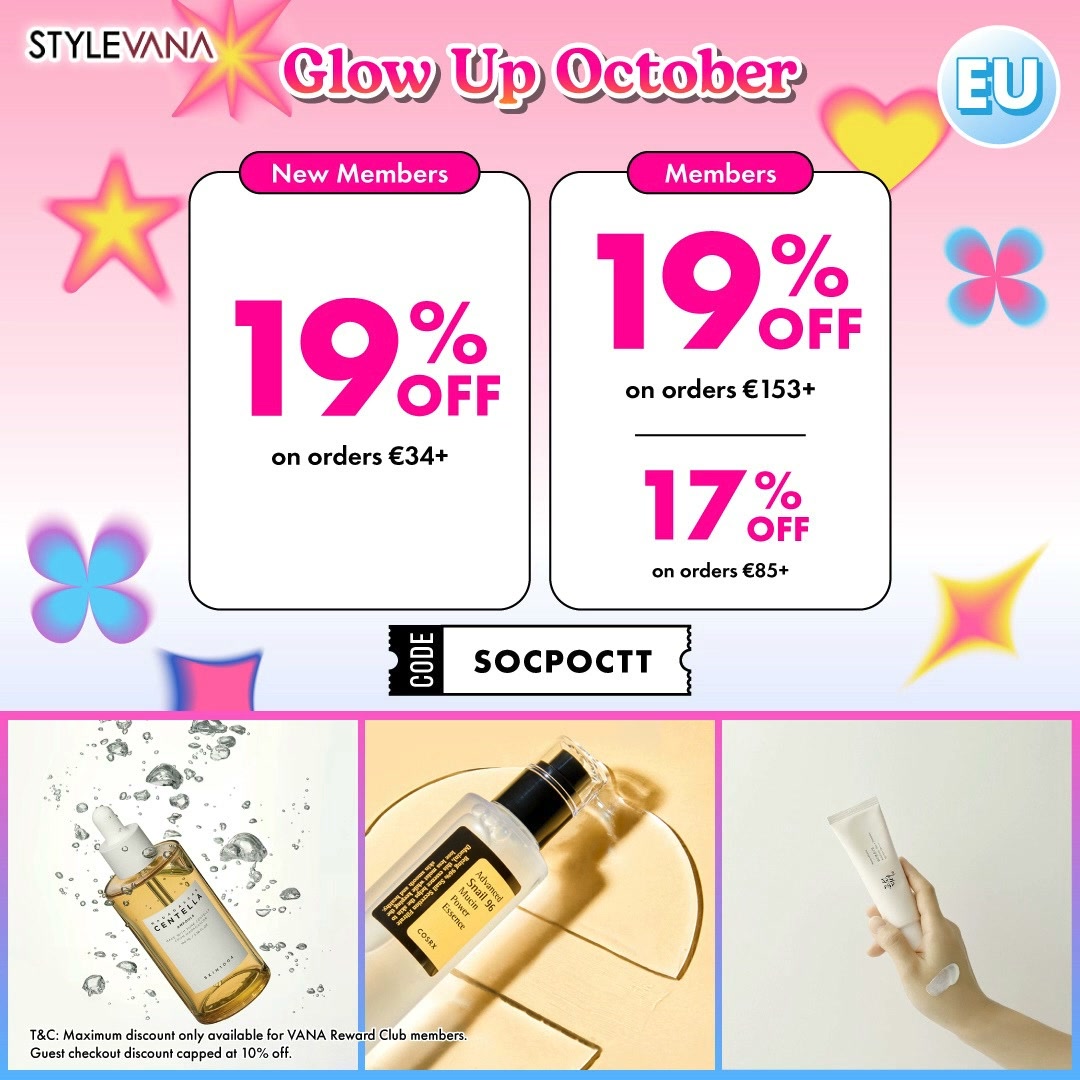 STYLEVANA
Glow Up October
EU
New Members
19%
OFF
on orders €34+
Members
19%
OFF
on orders €153+
17%
OFF
on orders €85+
CODE
SOCPOCTT
CENTELLA
AMPOULE
SKIN1004
Advanced
Snail 96
Mucin
Power
Essence
COSRX
T&C: Maximum discount only available for VANA Reward Club members.
Guest checkout discount capped at 10% off.